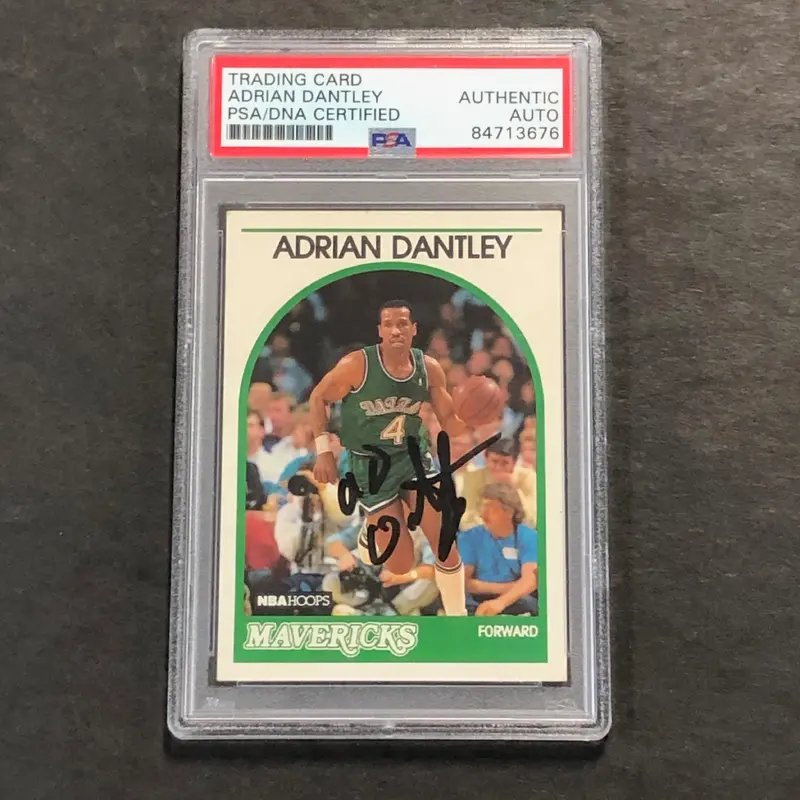 TRADING CARD
ADRIAN DANTLEY
PSA/DNA CERTIFIED
AUTHENTIC
AUTO
84713676
PSA
ADRIAN DANTLEY
DALLAS
4
NBA HOOPS
MAVERICKS
FORWARD